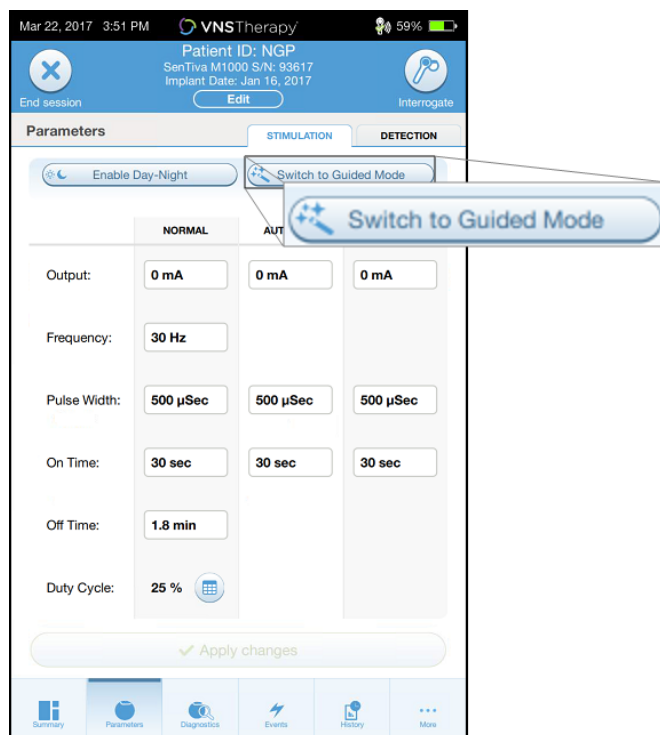 Mar 22, 2017 3:51 PM VNSTherapy 59%
Patient ID: NGP
SenTiva M1000 S/N: 93617
Implant Date: Jan 16, 2017
Edit
End session
Interrogate
Parameters
STIMULATION DETECTION
Enable Day-Night Switch to Guided Mode
Switch to Guided Mode
NORMAL AUT
Output: 0 mA 0 mA 0 mA
Frequency: 30 Hz
Pulse Width: 500 µSec 500 µSec 500 µSec
On Time: 30 sec 30 sec 30 sec
Off Time: 1.8 min
Duty Cycle: 25 %
Apply changes
Summary Parameters Diagnostics Events History More